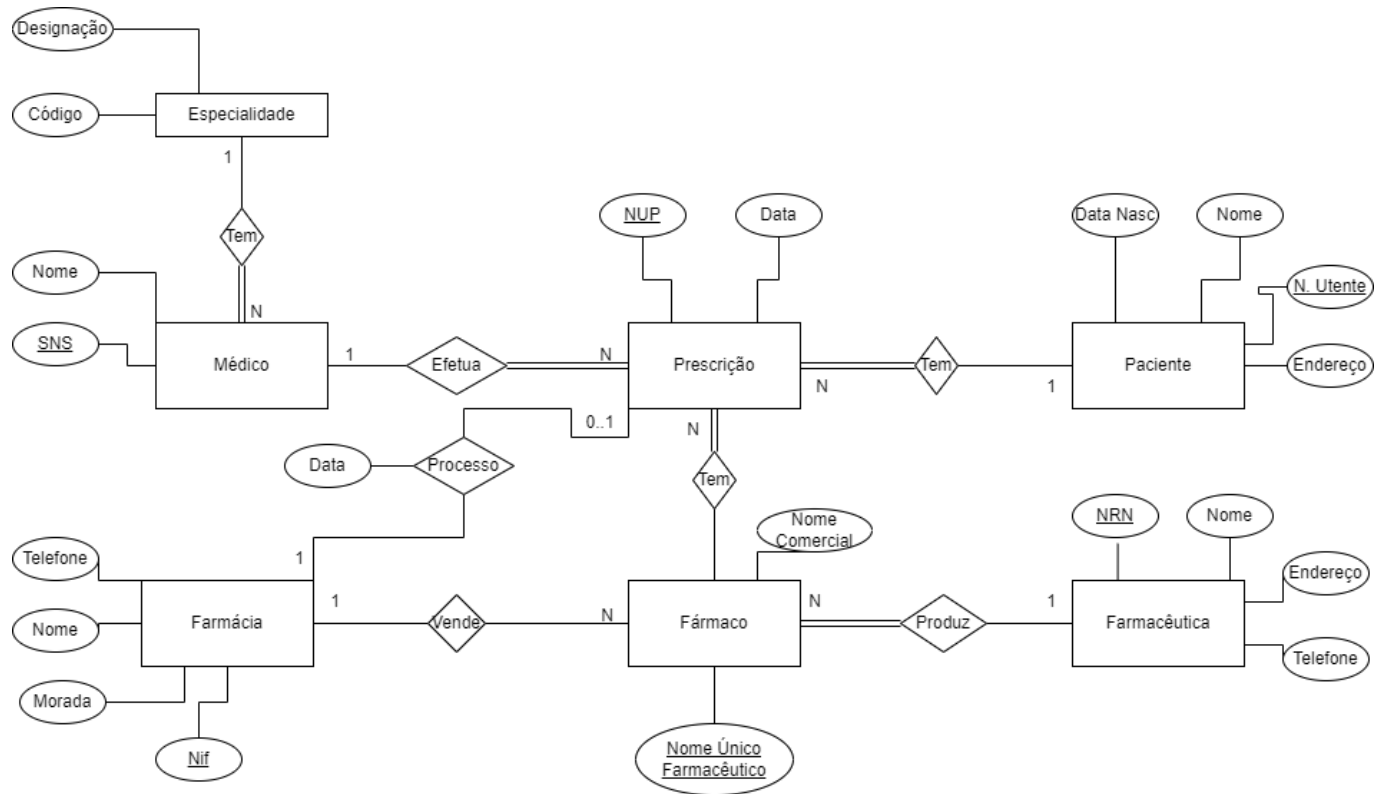 Designação
Código
Especialidade
1
Tem
NUP
Data
Data Nasc
Nome
Nome
N. Utente
N
SNS
Médico
1
Efetua
N
Prescrição
N
Tem
1
Paciente
Endereço
0..1
N
Data
Processo
Tem
Nome
Comercial
NRN
Nome
Telefone
1
Endereço
1
N
N
1
Nome
Farmácia
Vende
Fármaco
Produz
Farmacêutica
Telefone
Morada
Nif
Nome Único
Farmacêutico